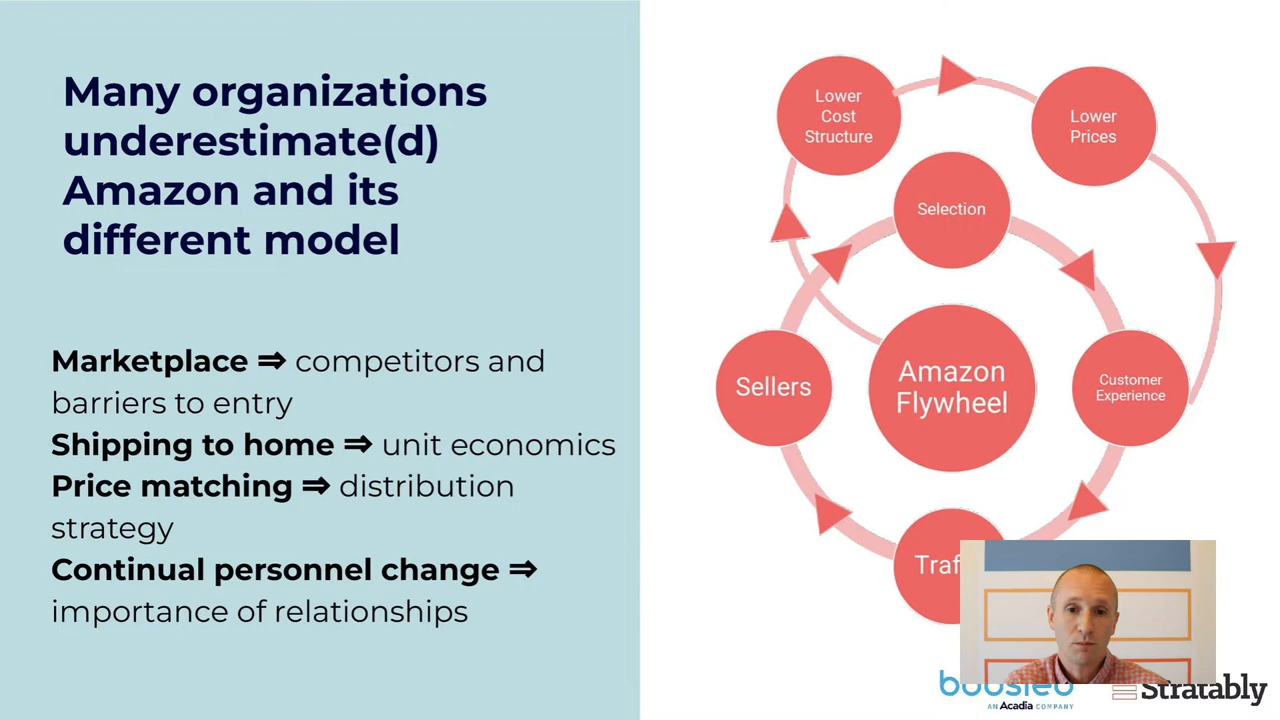 Many organizations
underestimate(d)
Amazon and its
different model
Marketplace ⇒ competitors and
barriers to entry
Shipping to home ⇒ unit economics
Price matching ⇒ distribution
strategy
Continual personnel change ⇒
importance of relationships
Lower
Cost
Structure
Lower
Prices
Selection
Sellers
Amazon
Flywheel
Customer
Experience
AN Acadia COMPANY
Stratably